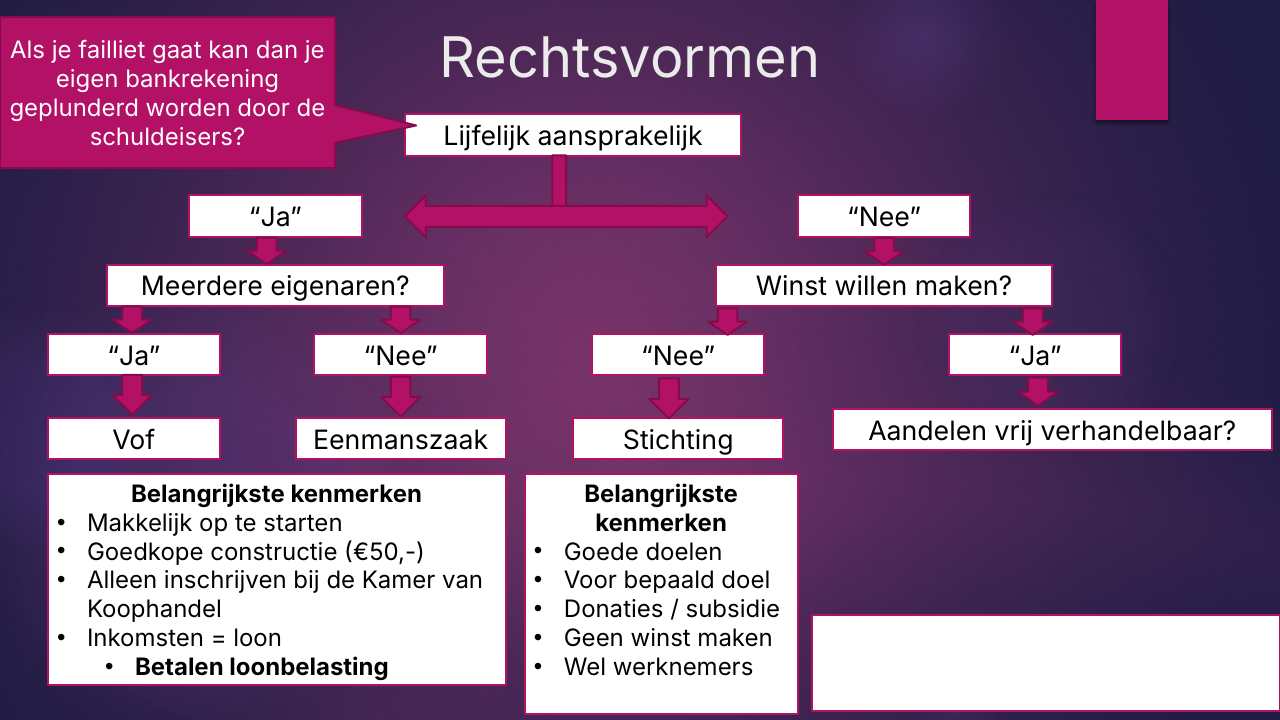 Als je failliet gaat kan dan je
eigen bankrekening
geplunderd worden door de
schuldeisers?
Rechtsvormen
Lijfelijk aansprakelijk
“Ja”
“Nee”
Meerdere eigenaren?
Winst willen maken?
“Ja”
“Nee”
“Nee”
“Ja”
Vof
Eenmanszaak
Stichting
Aandelen vrij verhandelbaar?
Belangrijkste kenmerken
• Makkelijk op te starten
• Goedkope constructie (€50,-)
• Alleen inschrijven bij de Kamer van
Koophandel
• Inkomsten = loon
• Betalen loonbelasting
Belangrijkste
kenmerken
• Goede doelen
• Voor bepaald doel
• Donaties / subsidie
• Geen winst maken
• Wel werknemers